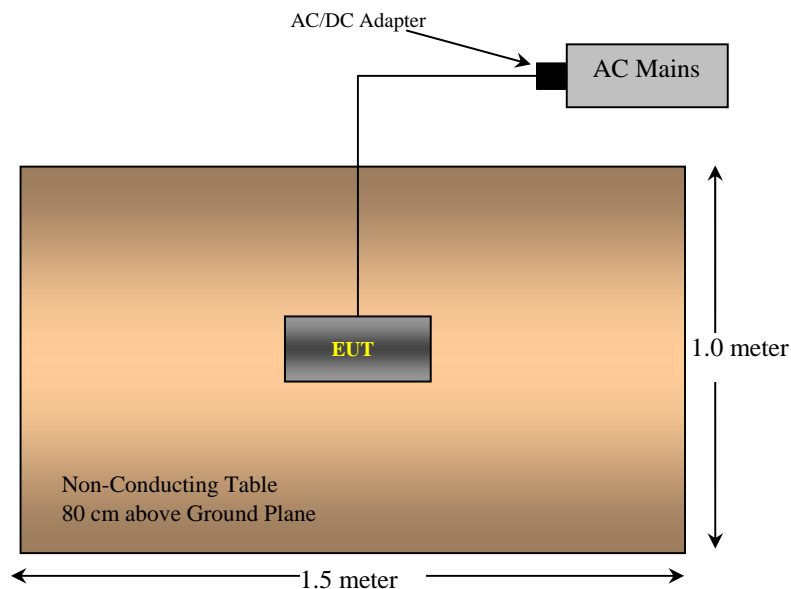 AC/DC Adapter
AC Mains
EUT
1.0 meter
Non-Conducting Table
80 cm above Ground Plane
1.5 meter